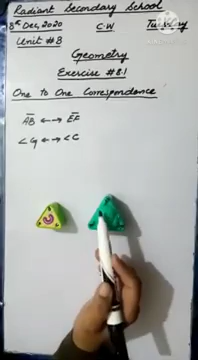 Radiant Secondary School
8th Dec, 2020 C.W Tuesday
Unit #8
Geometry
Exercise #8.1
One to One Correspondence
AB ↔ EF
∠G ↔ ∠C